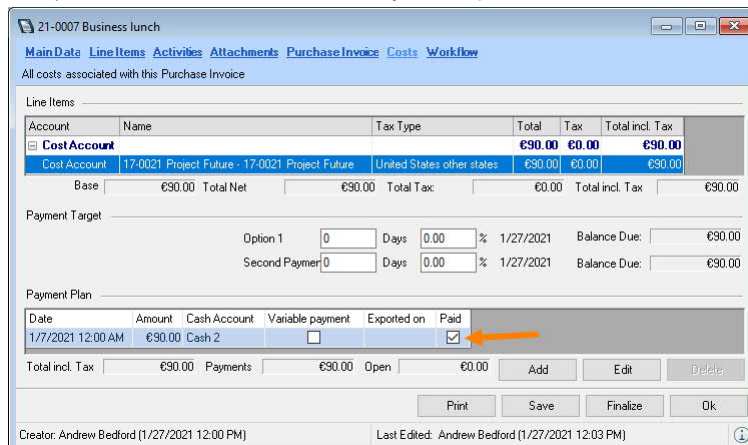 21-0007 Business lunch
Main Data Line Items Activities Attachments Purchase Invoice Costs Workflow
All costs associated with this Purchase Invoice
Line Items
Account Name Tax Type Total Tax Total incl. Tax
Cost Account €90.00 €0.00 €90.00
Cost Account 17-0021 Project Future - 17-0021 Project Future United States other states €90.00 €0.00 €90.00
Base €90.00 Total Net €90.00 Total Tax: €0.00 Total incl. Tax €90.00
Payment Target
Option 1 0 Days 0.00 % 1/27/2021 Balance Due: €90.00
Second Paymer 0 Days 0.00 % 1/27/2021 Balance Due: €90.00
Payment Plan
Date Amount Cash Account Variable payment Exported on Paid
1/7/2021 12:00 AM €90.00 Cash 2
Total incl. Tax €90.00 Payments €90.00 Open €0.00 Add Edit Delete
Print Save Finalize Ok
Creator: Andrew Bedford (1/27/2021 12:00 PM) Last Edited: Andrew Bedford (1/27/2021 12:03 PM)